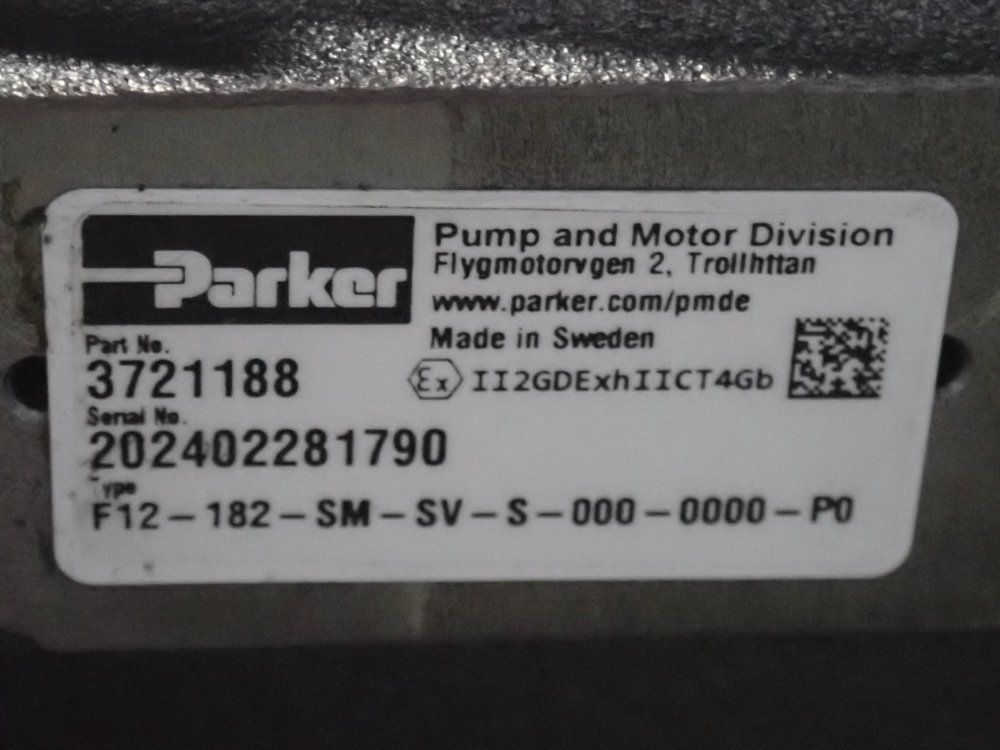 Parker
Pump and Motor Division
Flygmotorvgen 2, Trollhttan
www.parker.com/pmde
Made in Sweden
Part No.
3721188
Ex II2GDExhIICT4Gb
Serial No.
202402281790
Type
F12-182-SM-SV-S-000-0000-P0